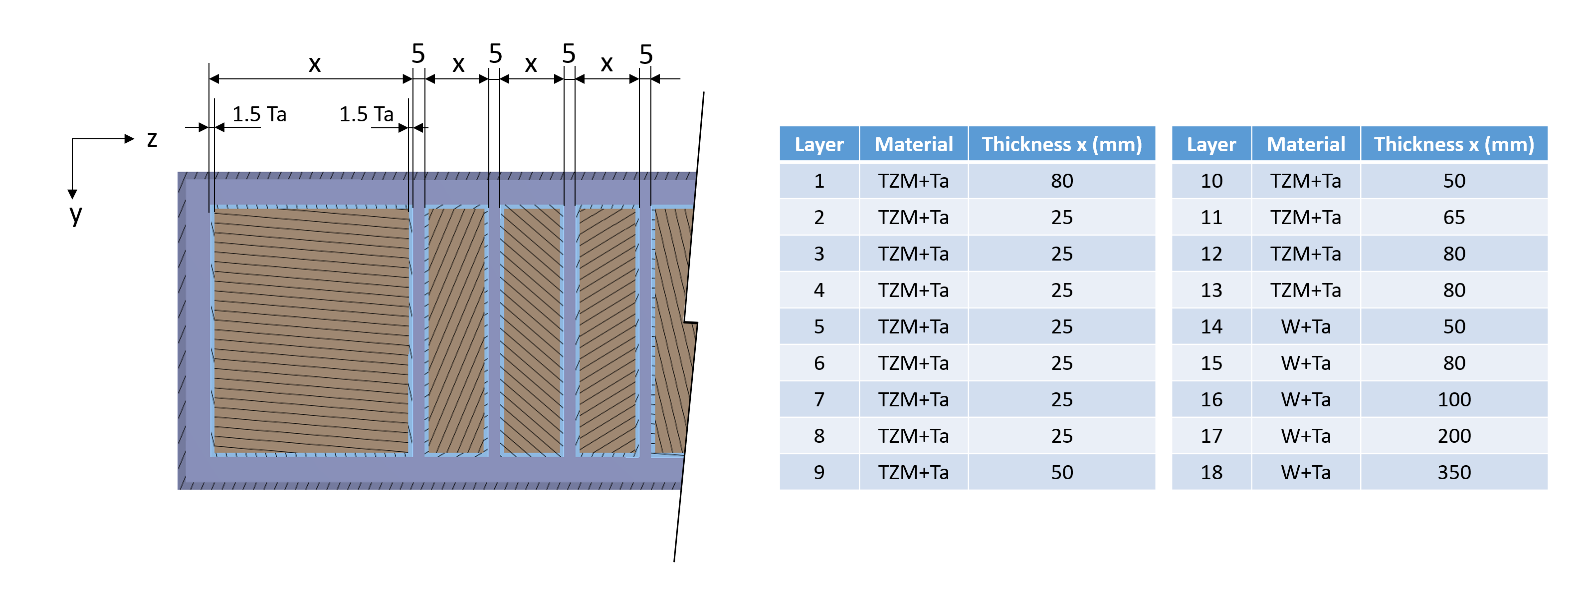 5 5 5 5
x x x x
1.5 Ta 1.5 Ta
z
y
Layer Material Thickness x (mm)
1 TZM+Ta 80
2 TZM+Ta 25
3 TZM+Ta 25
4 TZM+Ta 25
5 TZM+Ta 25
6 TZM+Ta 25
7 TZM+Ta 25
8 TZM+Ta 25
9 TZM+Ta 50
Layer Material Thickness x (mm)
10 TZM+Ta 50
11 TZM+Ta 65
12 TZM+Ta 80
13 TZM+Ta 80
14 W+Ta 50
15 W+Ta 80
16 W+Ta 100
17 W+Ta 200
18 W+Ta 350